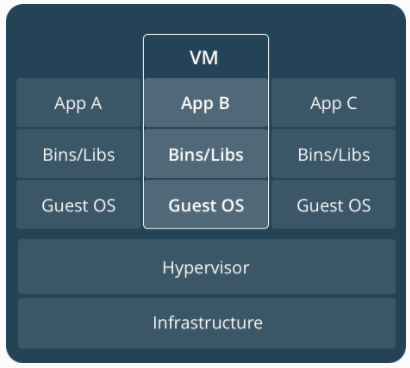 VM
App A App B App C
Bins/Libs Bins/Libs Bins/Libs
Guest OS Guest OS Guest OS
Hypervisor
Infrastructure